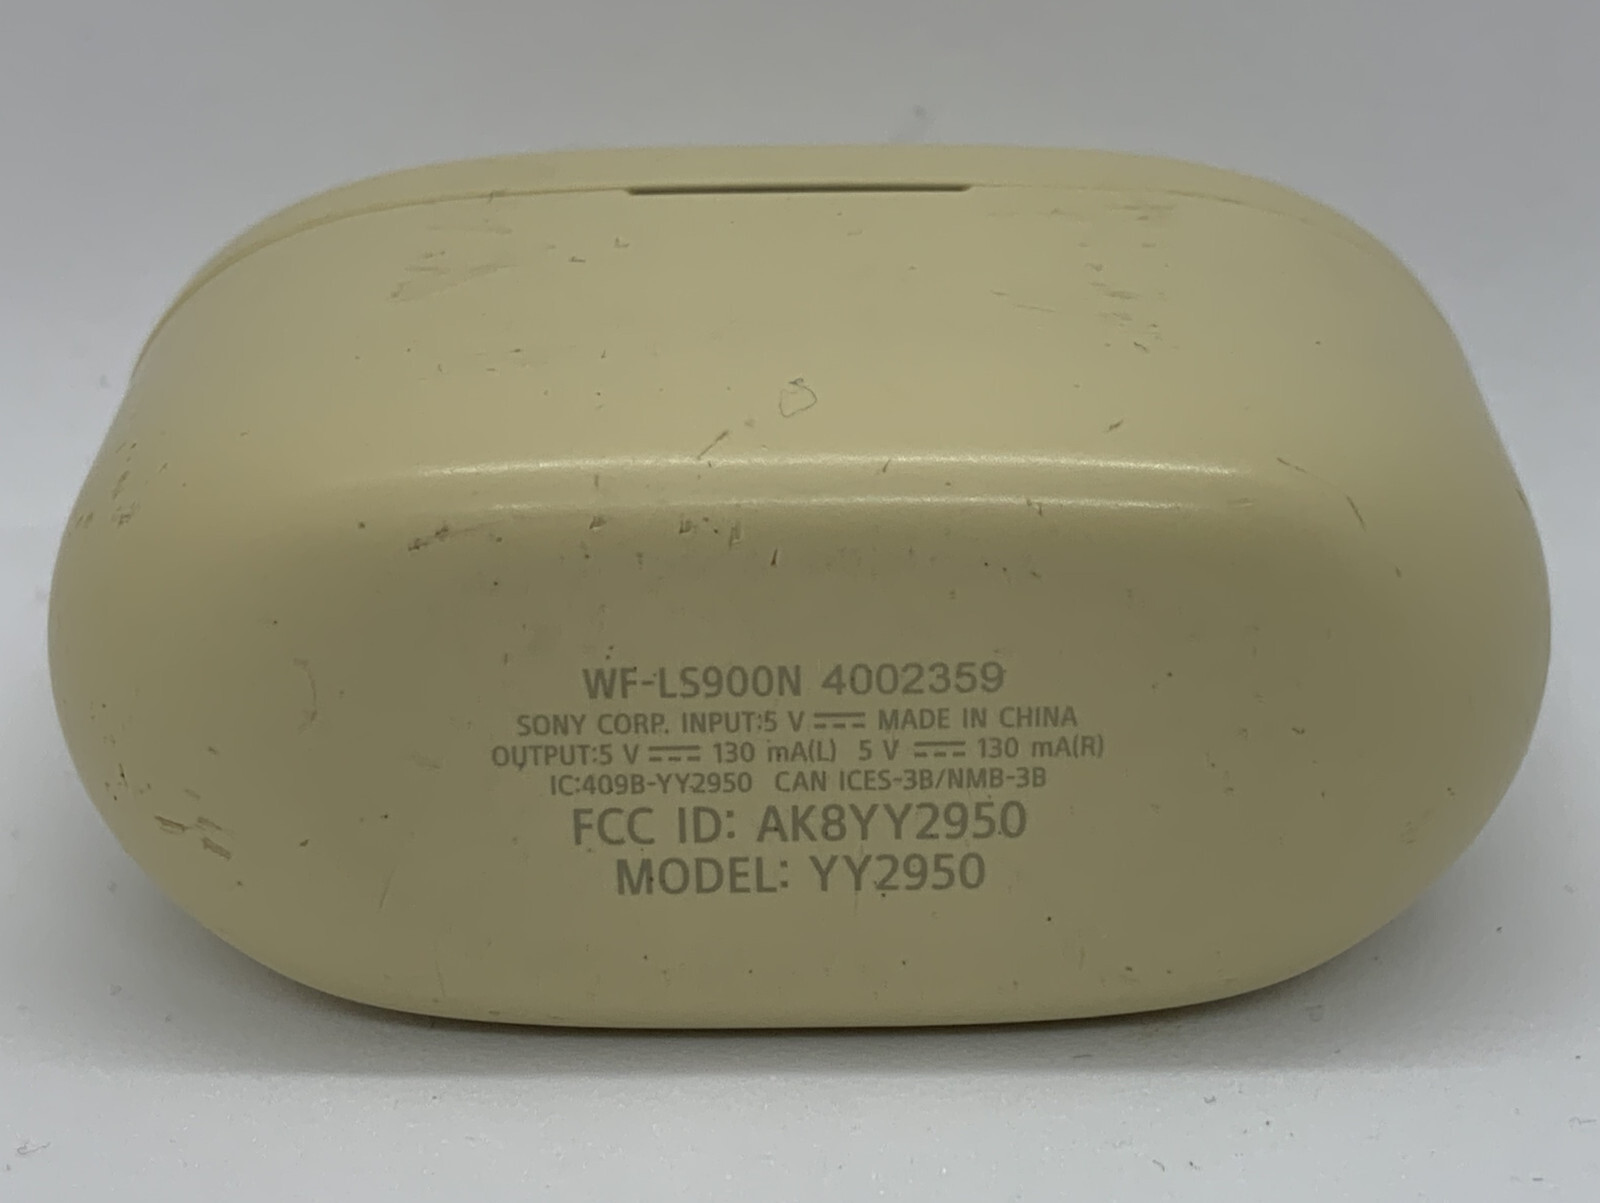 WF-LS900N 4002359
SONY CORP. INPUT:5 V ⎓ MADE IN CHINA
OUTPUT:5 V ⎓ 130 mA(L) 5 V ⎓ 130 mA(R)
IC:409B-YY2950 CAN ICES-3B/NMB-3B
FCC ID: AK8YY2950
MODEL: YY2950